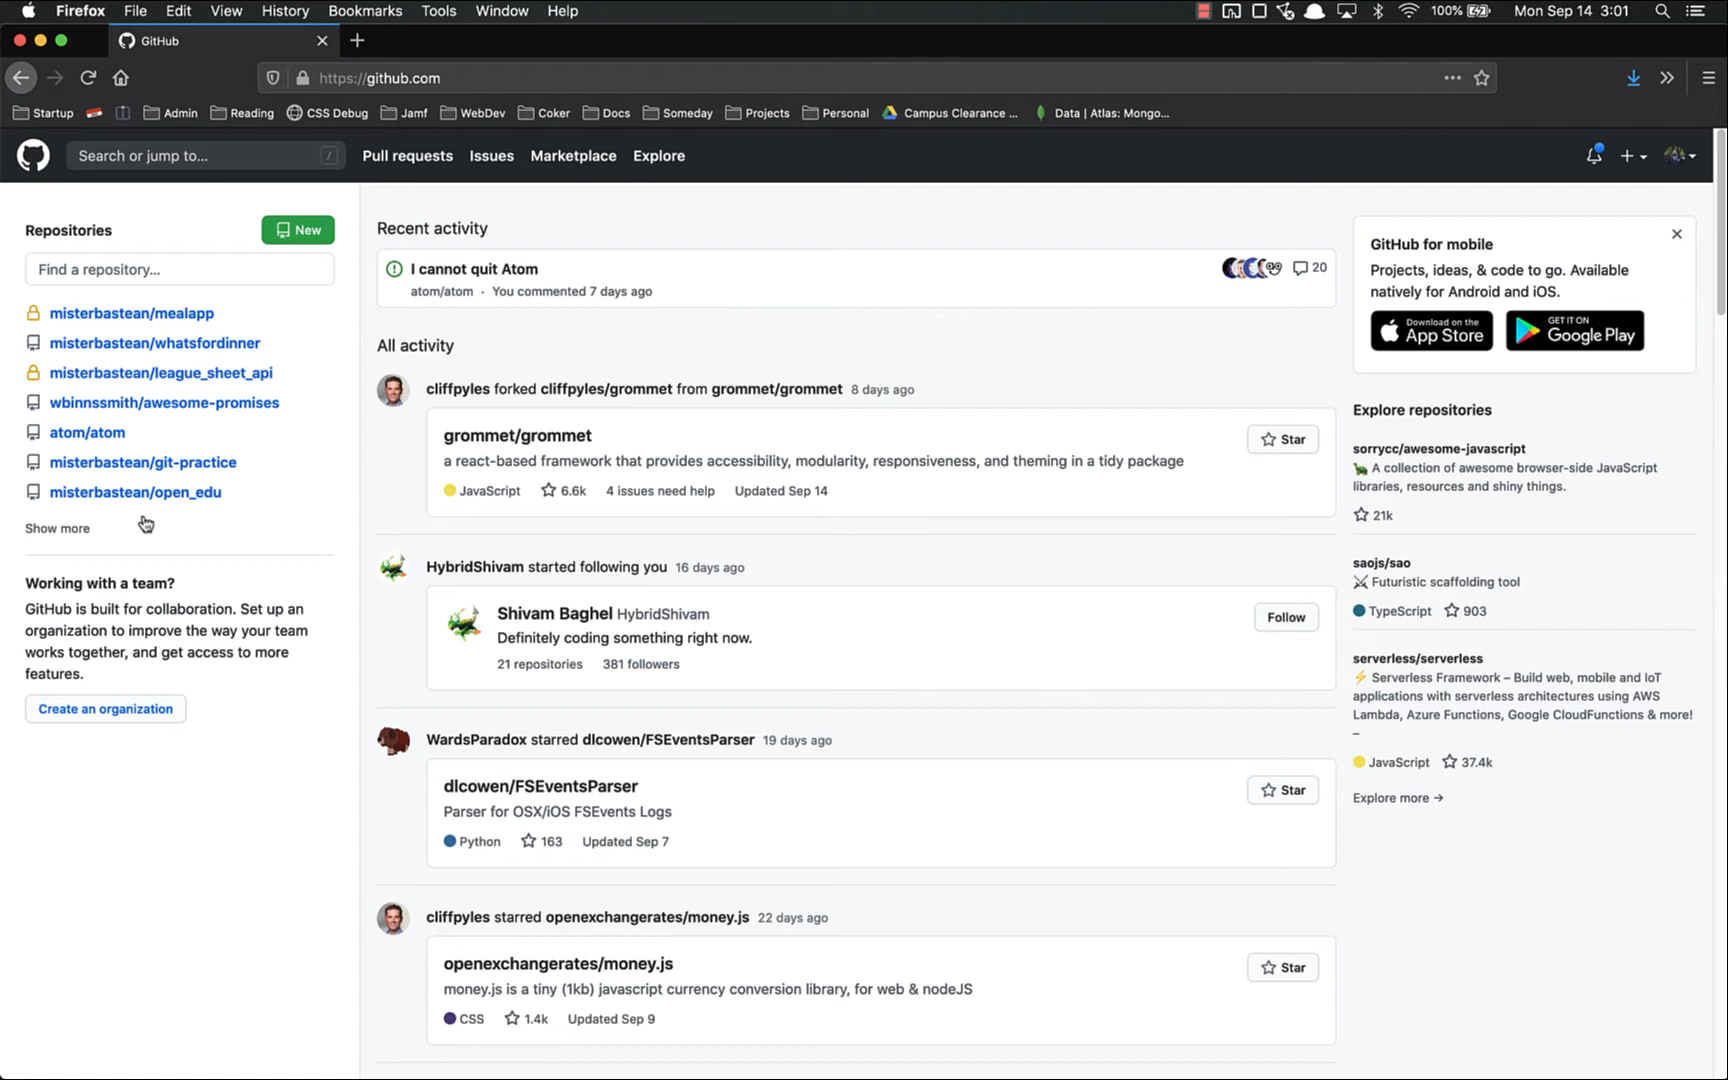 Firefox File Edit View History Bookmarks Tools Window Help 100% Mon Sep 14 3:01
GitHub
https://github.com
Startup Admin Reading CSS Debug Jamf WebDev Coker Docs Someday Projects Personal Campus Clearance ... Data | Atlas: Mongo...
Search or jump to... / Pull requests Issues Marketplace Explore
Repositories
New
Find a repository...
misterbastean/mealapp
misterbastean/whatsfordinner
misterbastean/league_sheet_api
wbinnssmith/awesome-promises
atom/atom
misterbastean/git-practice
misterbastean/open_edu
Show more
Working with a team?
GitHub is built for collaboration. Set up an
organization to improve the way your team
works together, and get access to more
features.
Create an organization
Recent activity
I cannot quit Atom 20
atom/atom · You commented 7 days ago
All activity
cliffpyles forked cliffpyles/grommet from grommet/grommet 8 days ago
grommet/grommet
Star
a react-based framework that provides accessibility, modularity, responsiveness, and theming in a tidy package
JavaScript 6.6k 4 issues need help Updated Sep 14
HybridShivam started following you 16 days ago
Shivam Baghel HybridShivam
Follow
Definitely coding something right now.
21 repositories 381 followers
WardsParadox starred dlcowen/FSEventsParser 19 days ago
dlcowen/FSEventsParser
Star
Parser for OSX/iOS FSEvents Logs
Python 163 Updated Sep 7
cliffpyles starred openexchangerates/money.js 22 days ago
openexchangerates/money.js
Star
money.js is a tiny (1kb) javascript currency conversion library, for web & nodeJS
CSS 1.4k Updated Sep 9
GitHub for mobile
Projects, ideas, & code to go. Available
natively for Android and iOS.
Download on the
App Store
GET IT ON
Google Play
Explore repositories
sorrycc/awesome-javascript
A collection of awesome browser-side JavaScript
libraries, resources and shiny things.
21k
saojs/sao
Futuristic scaffolding tool
TypeScript 903
serverless/serverless
Serverless Framework – Build web, mobile and IoT
applications with serverless architectures using AWS
Lambda, Azure Functions, Google CloudFunctions & more!
–
JavaScript 37.4k
Explore more →